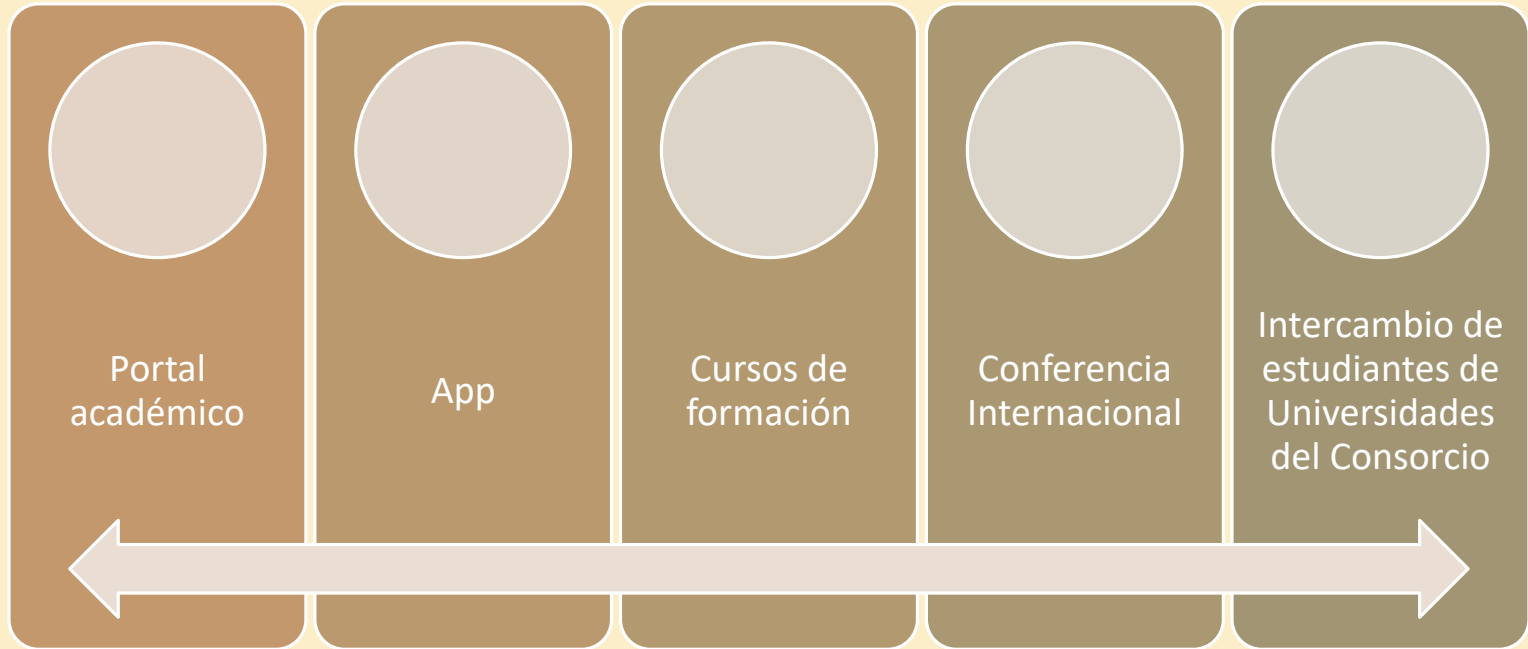 Portal
académico
App
Cursos de
formación
Conferencia
Internacional
Intercambio de
estudiantes de
Universidades
del Consorcio